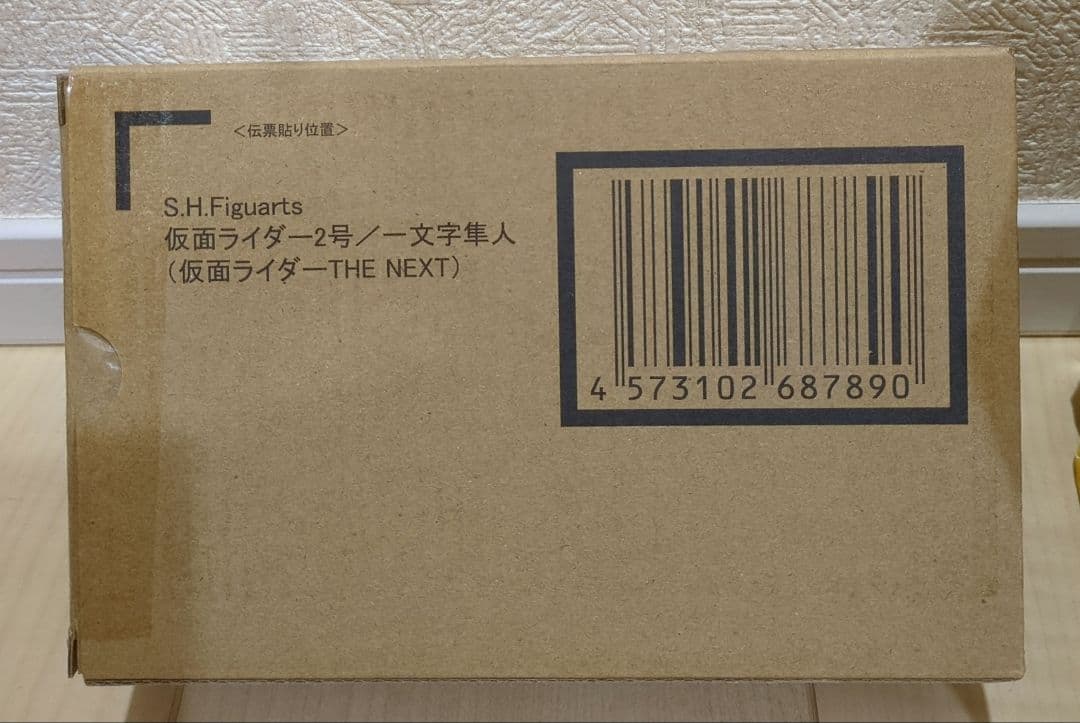 ＜伝票貼り位置＞
S.H.Figuarts
仮面ライダー2号／一文字隼人
（仮面ライダーTHE NEXT）
4 573102 687890